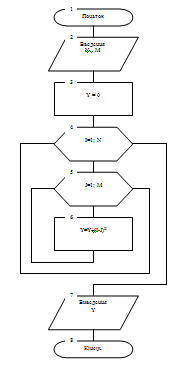 1
Початок
2
Введення
N, M
3
Y = 0
4
I=1; N
5
J=1; M
6
7
Виведення
Y
8
Кінець